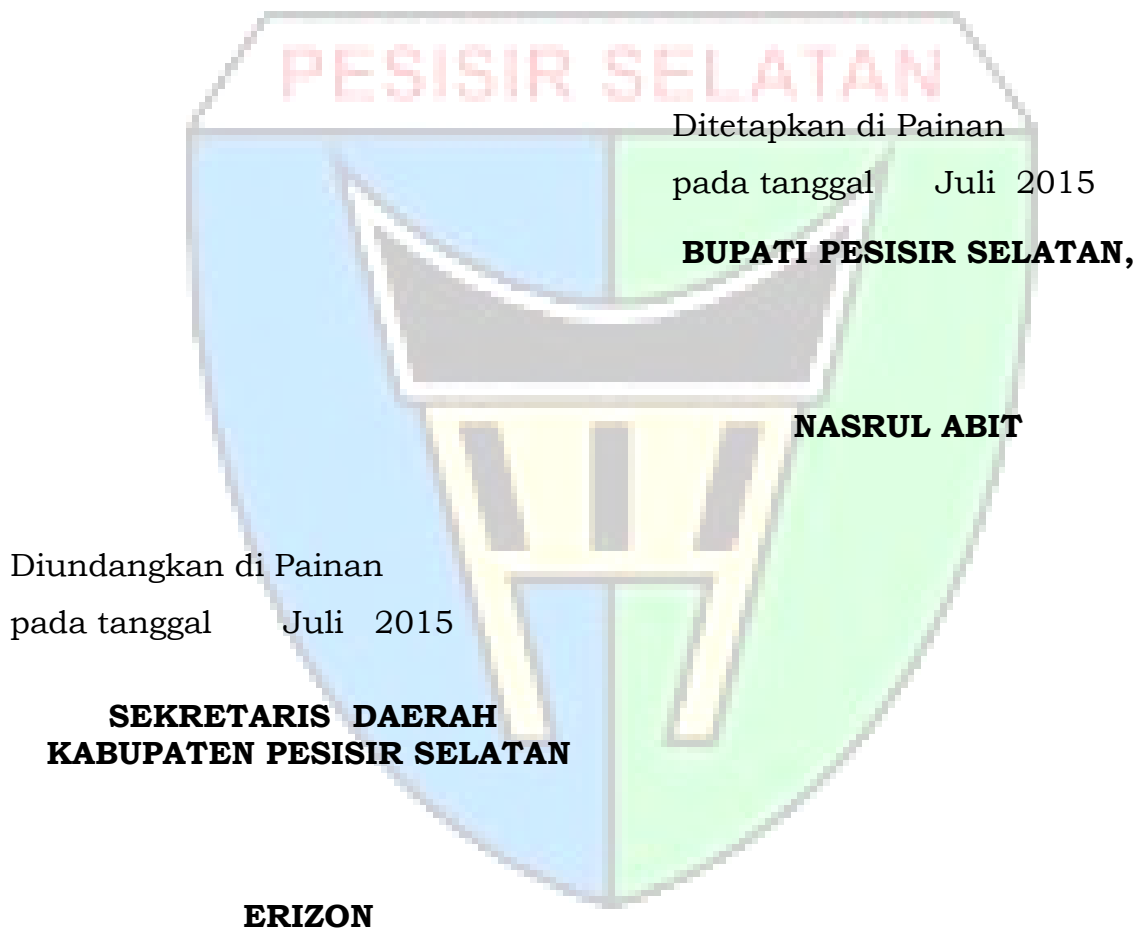 PESISIR SELATAN
Ditetapkan di Painan
pada tanggal Juli 2015
BUPATI PESISIR SELATAN,
NASRUL ABIT
Diundangkan di Painan
pada tanggal Juli 2015
SEKRETARIS DAERAH
KABUPATEN PESISIR SELATAN
ERIZON